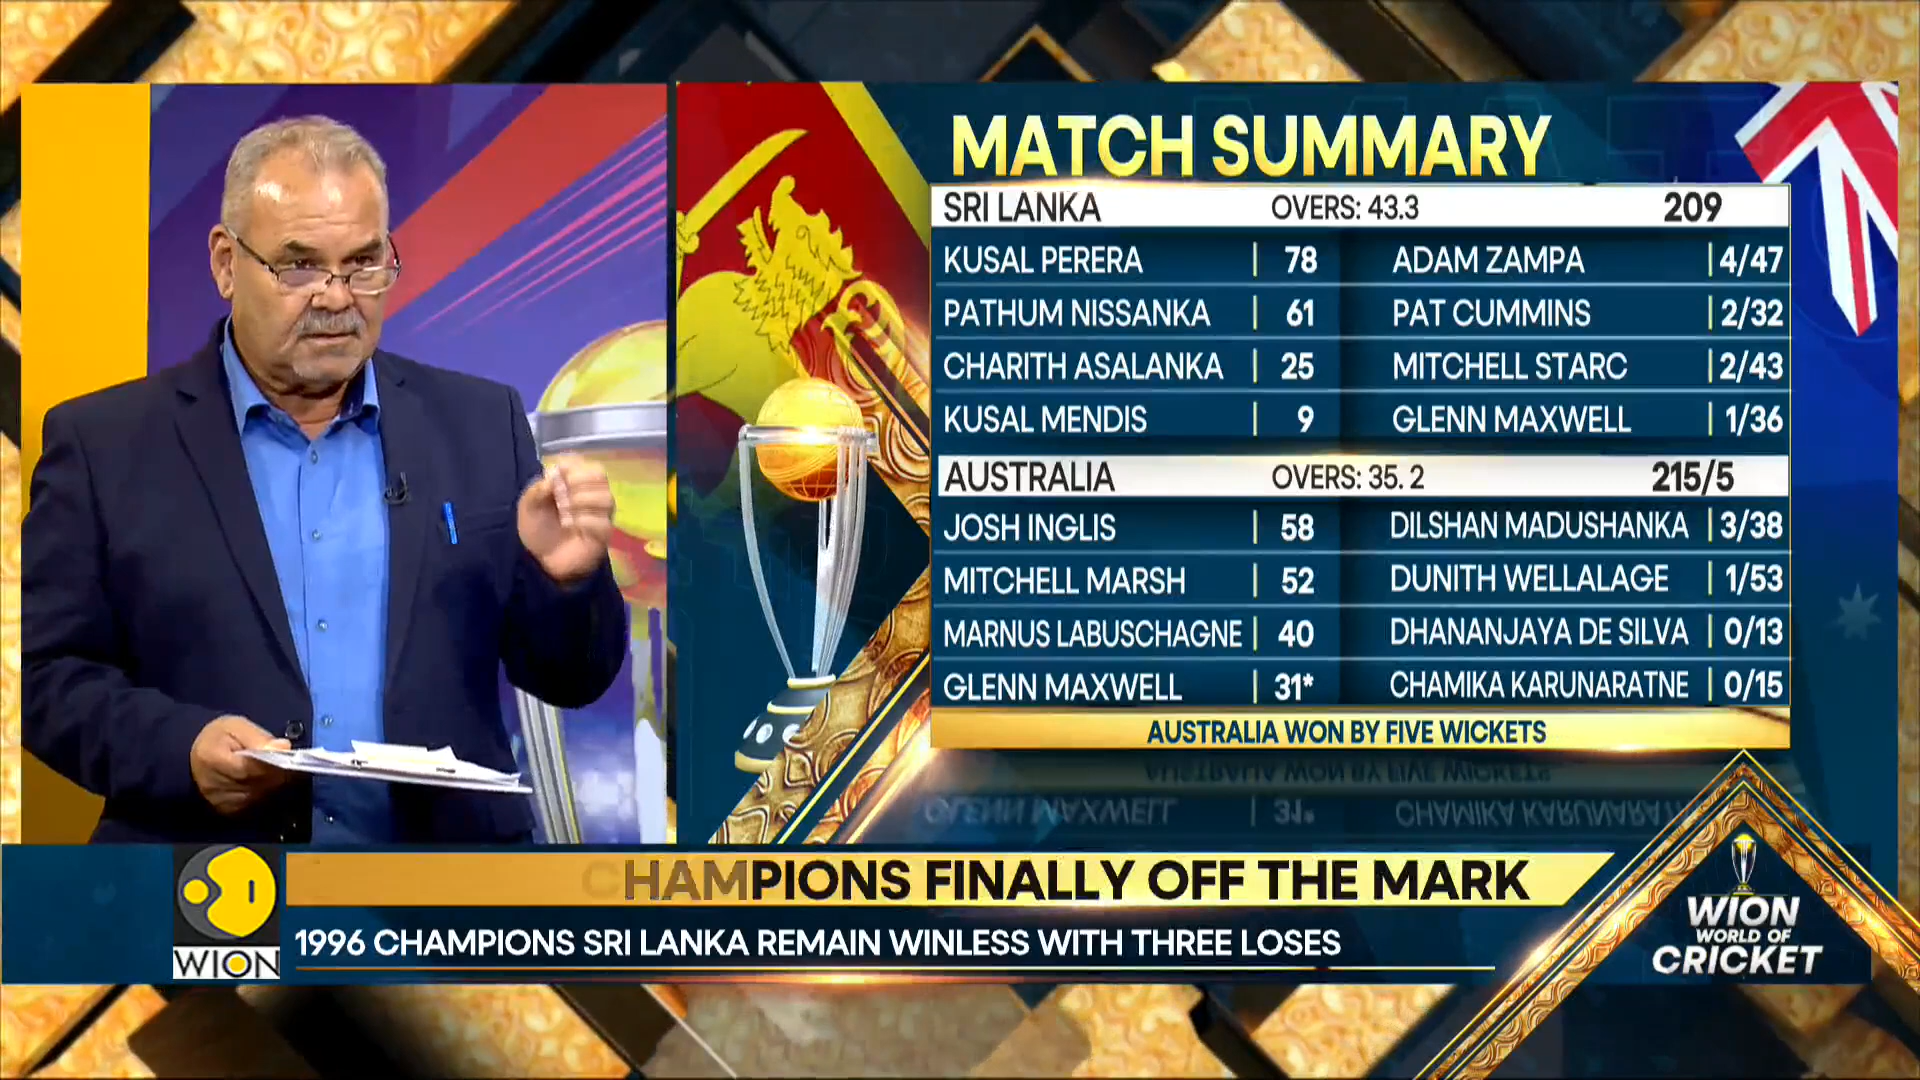 MATCH SUMMARY
SRI LANKA OVERS: 43.3 209
KUSAL PERERA 78 ADAM ZAMPA 4/47
PATHUM NISSANKA 61 PAT CUMMINS 2/32
CHARITH ASALANKA 25 MITCHELL STARC 2/43
KUSAL MENDIS 9 GLENN MAXWELL 1/36
AUSTRALIA OVERS: 35. 2 215/5
JOSH INGLIS 58 DILSHAN MADUSHANKA 3/38
MITCHELL MARSH 52 DUNITH WELLALAGE 1/53
MARNUS LABUSCHAGNE 40 DHANANJAYA DE SILVA 0/13
GLENN MAXWELL 31* CHAMIKA KARUNARATNE 0/15
AUSTRALIA WON BY FIVE WICKETS
CHAMPIONS FINALLY OFF THE MARK
1996 CHAMPIONS SRI LANKA REMAIN WINLESS WITH THREE LOSES
WION
WION
WORLD OF
CRICKET